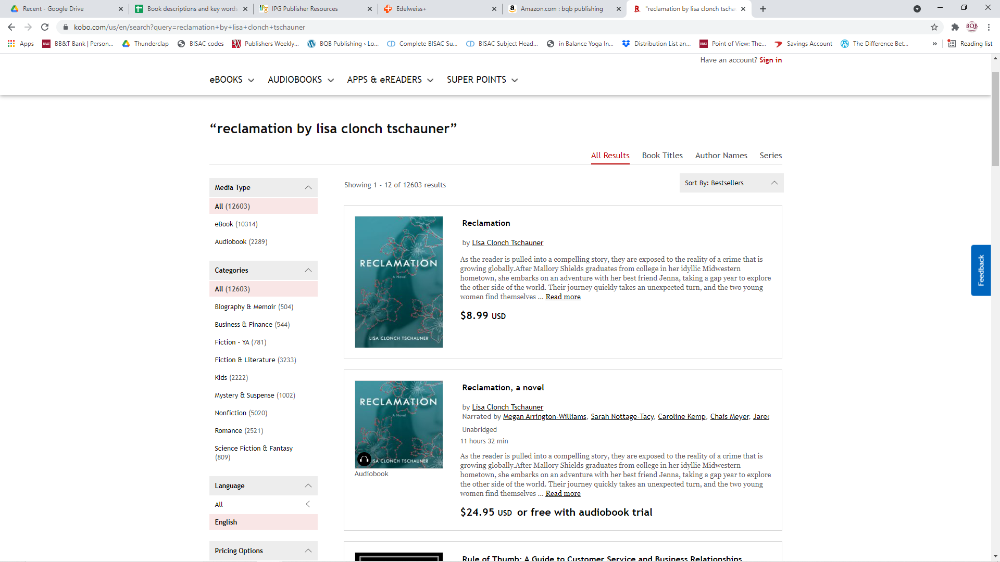 Recent - Google Drive
Book descriptions and key words
IPG Publisher Resources
Edelweiss+
Amazon.com : bqb publishing
"reclamation by lisa clonch tscha
kobo.com/us/en/search?query=reclamation+by+lisa+clonch+tschauner
BQB
Apps
BB&T Bank | Person...
Thunderclap
BISAC codes
Publishers Weekly...
BQB Publishing › Lo...
Complete BISAC Su...
BISAC Subject Head...
in Balance Yoga In...
Distribution List an...
Point of View: The...
Savings Account
The Difference Bet...
»
Reading list
Have an account? Sign in
eBOOKS
AUDIOBOOKS
APPS & eREADERS
SUPER POINTS
“reclamation by lisa clonch tschauner”
All Results
Book Titles
Author Names
Series
Media Type
All (12603)
eBook (10314)
Audiobook (2289)
Categories
All (12603)
Biography & Memoir (504)
Business & Finance (544)
Fiction - YA (781)
Fiction & Literature (3233)
Kids (2222)
Mystery & Suspense (1002)
Nonfiction (5020)
Romance (2521)
Science Fiction & Fantasy
(809)
Language
All
English
Pricing Options
Showing 1 - 12 of 12603 results
Sort By: Bestsellers
RECLAMATION
A Novel
LISA CLONCH TSCHAUNER
Reclamation
by Lisa Clonch Tschauner
As the reader is pulled into a compelling story, they are exposed to the reality of a crime that is
growing globally.After Mallory Shields graduates from college in her idyllic Midwestern
hometown, she embarks on an adventure with her best friend Jenna, taking a gap year to explore
the other side of the world. Their journey quickly takes an unexpected turn, and the two young
women find themselves ... Read more
$8.99 USD
RECLAMATION
A Novel
ISA CLONCH TSCHAUNER
Audiobook
Reclamation, a novel
by Lisa Clonch Tschauner
Narrated by Megan Arrington-Williams, Sarah Nottage-Tacy, Caroline Kemp, Chais Meyer, Jarec
Unabridged
11 hours 32 min
As the reader is pulled into a compelling story, they are exposed to the reality of a crime that is
growing globally.After Mallory Shields graduates from college in her idyllic Midwestern
hometown, she embarks on an adventure with her best friend Jenna, taking a gap year to explore
the other side of the world. Their journey quickly takes an unexpected turn, and the two young
women find themselves ... Read more
$24.95 USD or free with audiobook trial
Rule of Thumb: A Guide to Customer Service and Business Relationships
Feedback